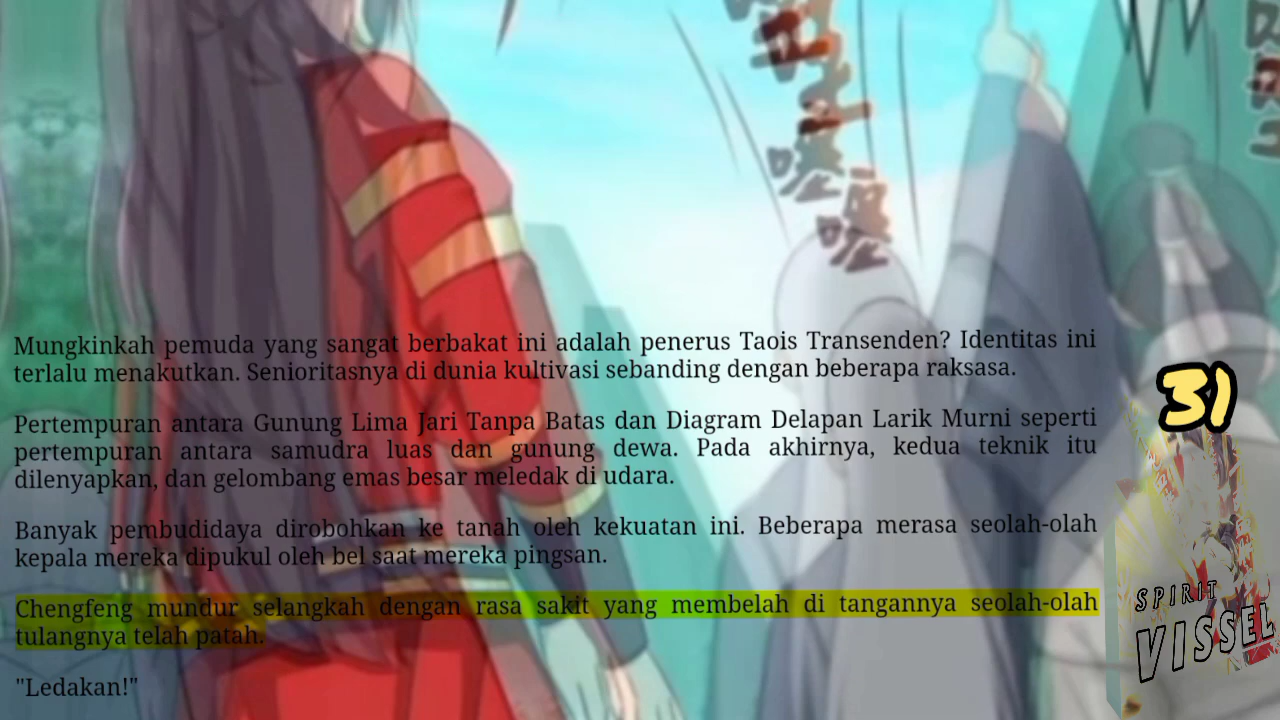 Mungkinkah pemuda yang sangat berbakat ini adalah penerus Taois Transenden? Identitas ini
terlalu menakutkan. Senioritasnya di dunia kultivasi sebanding dengan beberapa raksasa.
Pertempuran antara Gunung Lima Jari Tanpa Batas dan Diagram Delapan Larik Murni seperti
pertempuran antara samudra luas dan gunung dewa. Pada akhirnya, kedua teknik itu
dilenyapkan, dan gelombang emas besar meledak di udara.
Banyak pembudidaya dirobohkan ke tanah oleh kekuatan ini. Beberapa merasa seolah-olah
kepala mereka dipukul oleh bel saat mereka pingsan.
Chengfeng mundur selangkah dengan rasa sakit yang membelah di tangannya seolah-olah
tulangnya telah patah.
"Ledakan!"
31
SPIRIT
VISSEL